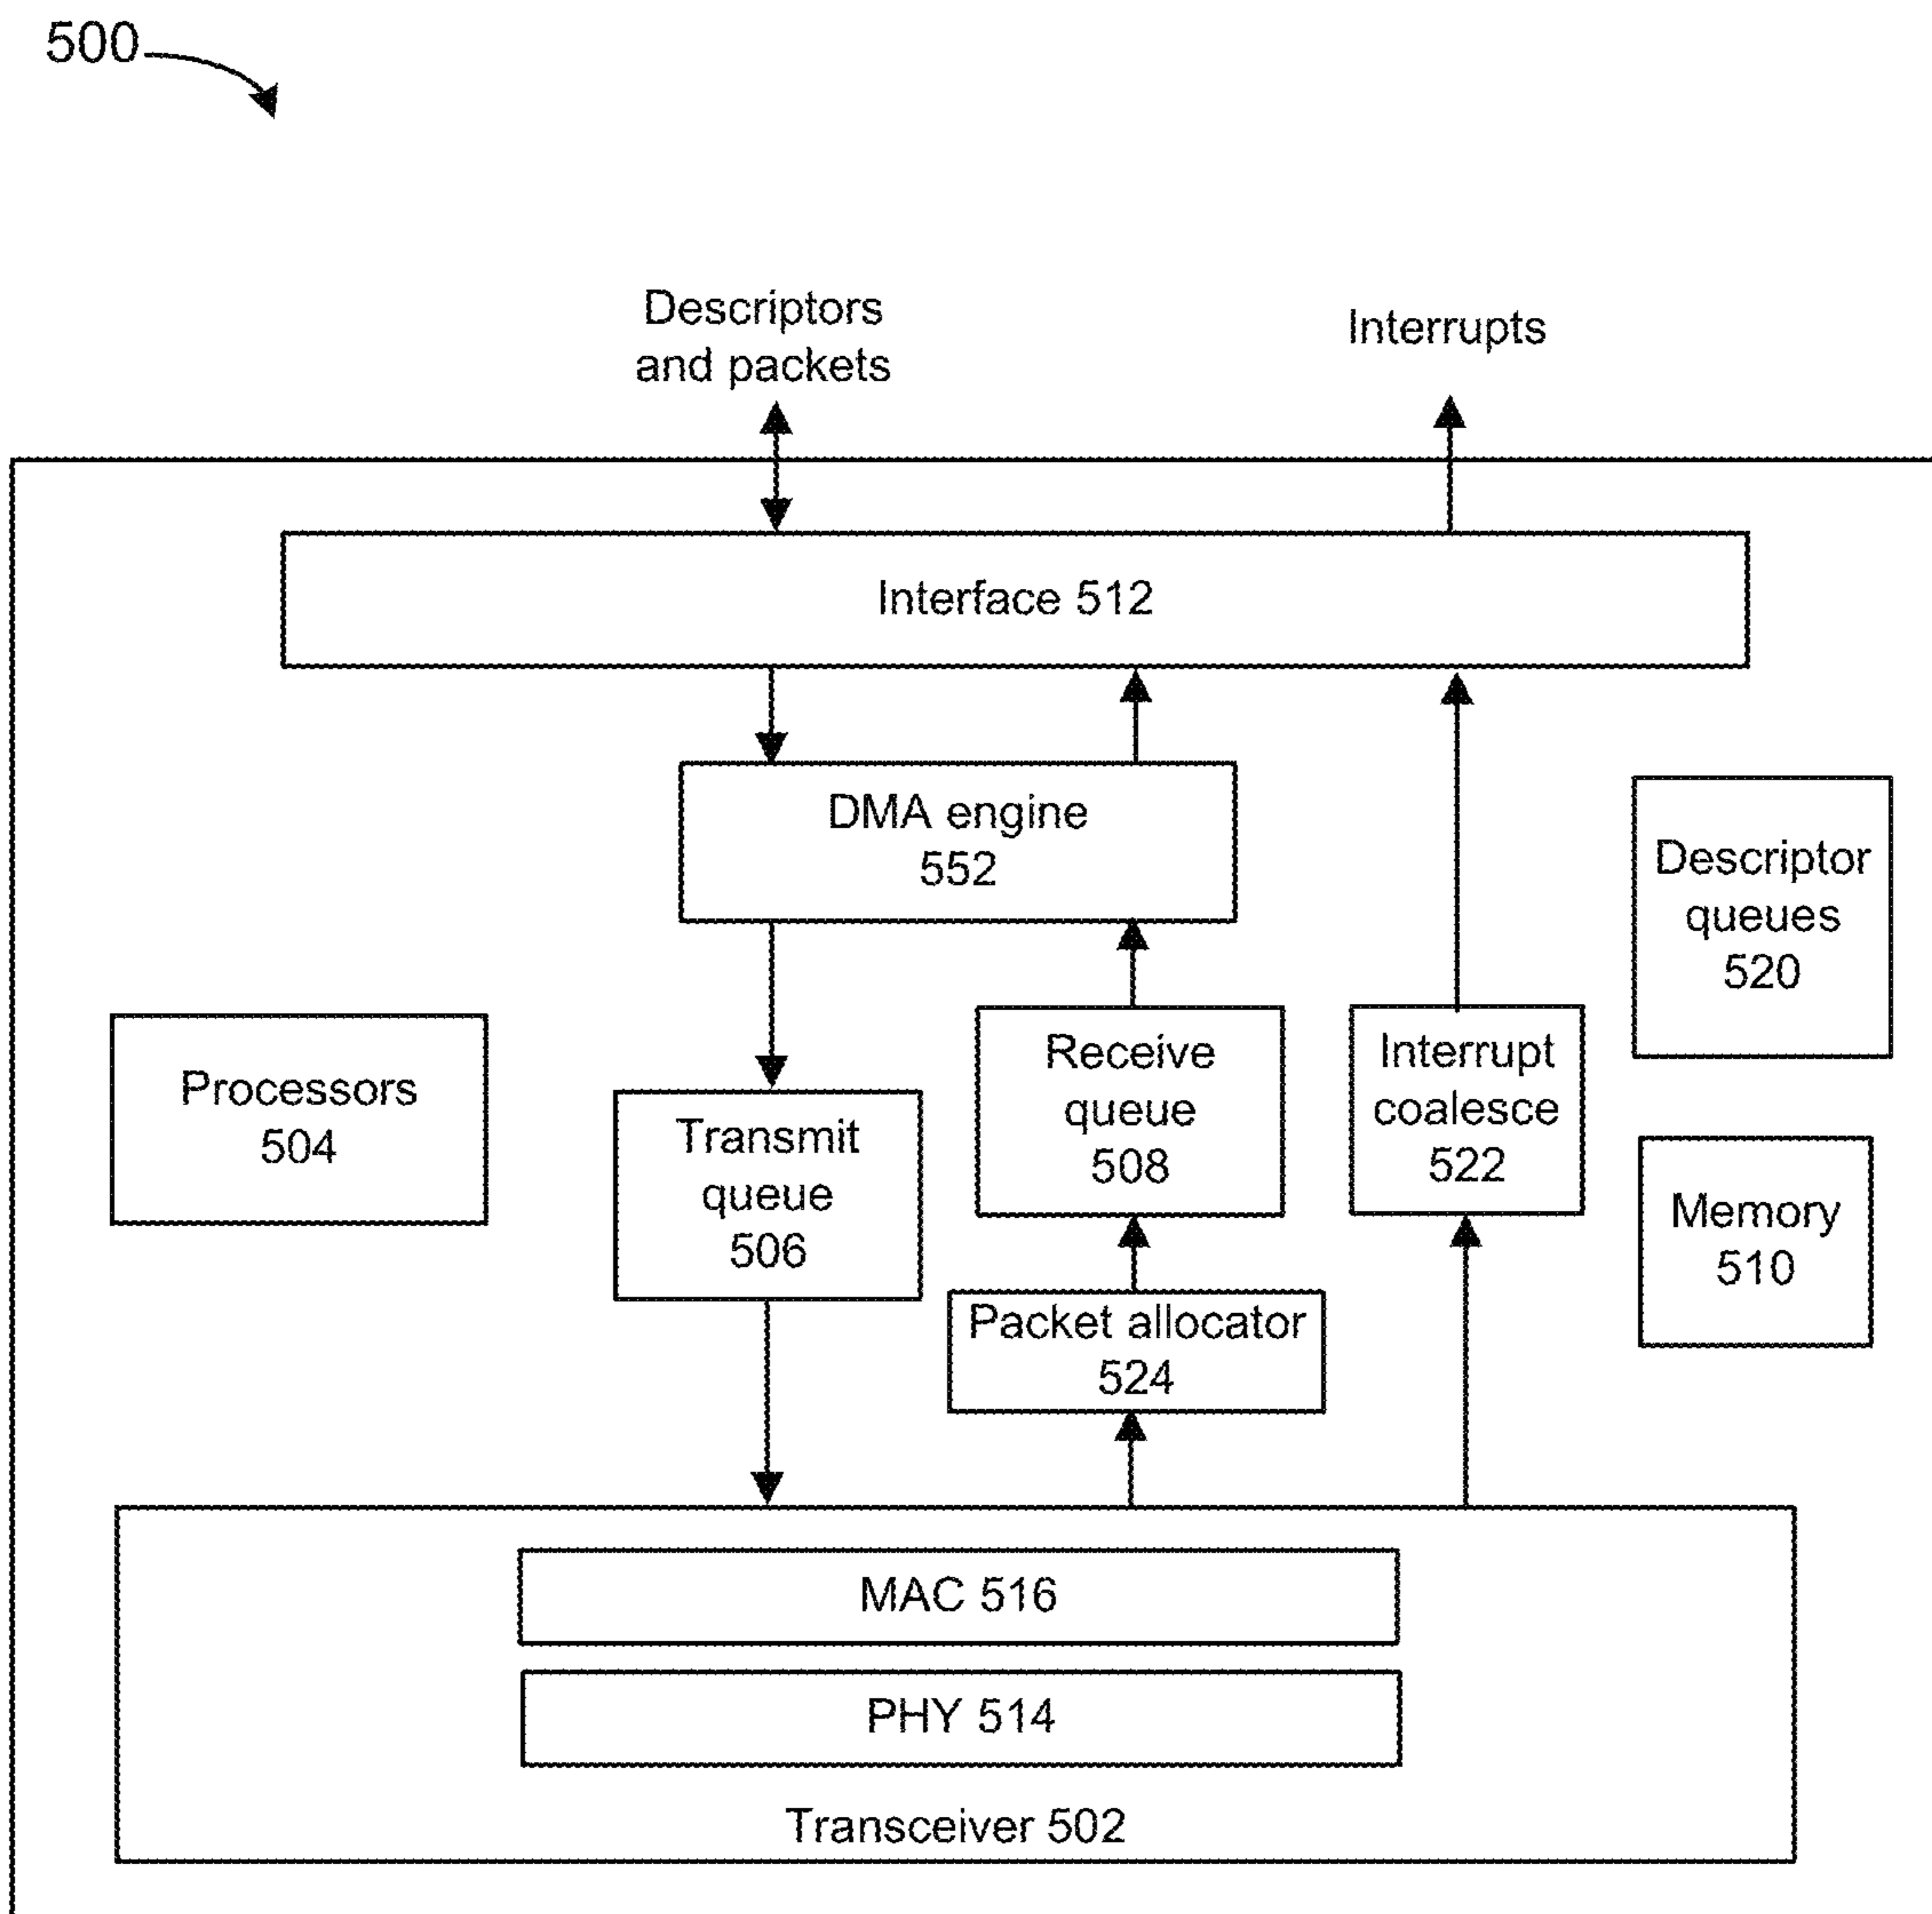 500
Descriptors
and packets
Interrupts
Interface 512
DMA engine
552
Descriptor
queues
520
Processors
504
Transmit
queue
506
Receive
queue
508
Interrupt
coalesce
522
Memory
510
Packet allocator
524
MAC 516
PHY 514
Transceiver 502